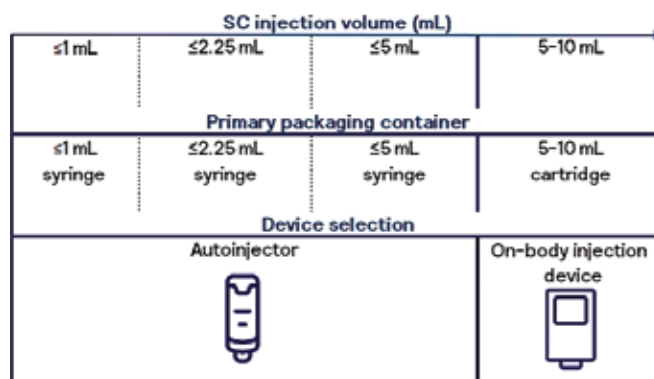 SC injection volume (mL)
≤1 mL ≤2.25 mL ≤5 mL 5-10 mL
Primary packaging container
≤1 mL ≤2.25 mL ≤5 mL 5-10 mL
syringe syringe syringe cartridge
Device selection
Autoinjector On-body injection
device